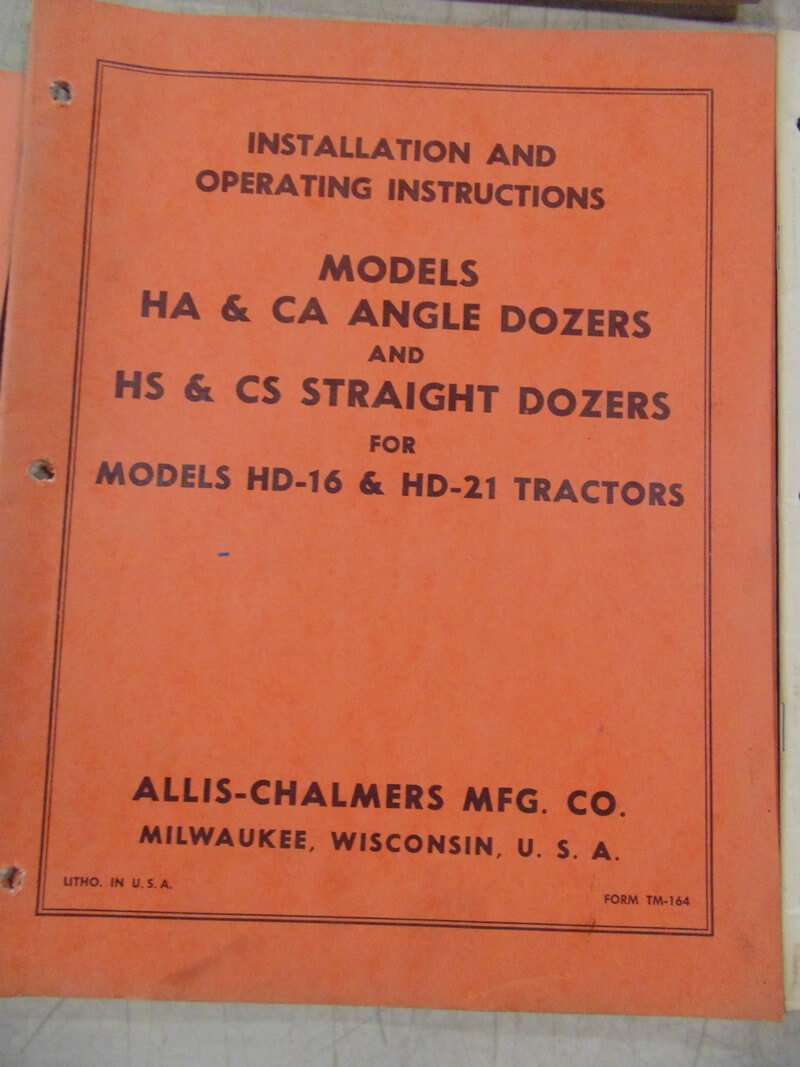 INSTALLATION AND
OPERATING INSTRUCTIONS
MODELS
HA & CA ANGLE DOZERS
AND
HS & CS STRAIGHT DOZERS
FOR
MODELS HD-16 & HD-21 TRACTORS
ALLIS-CHALMERS MFG. CO.
MILWAUKEE, WISCONSIN, U. S. A.
LITHO. IN U. S. A.
FORM TM-164